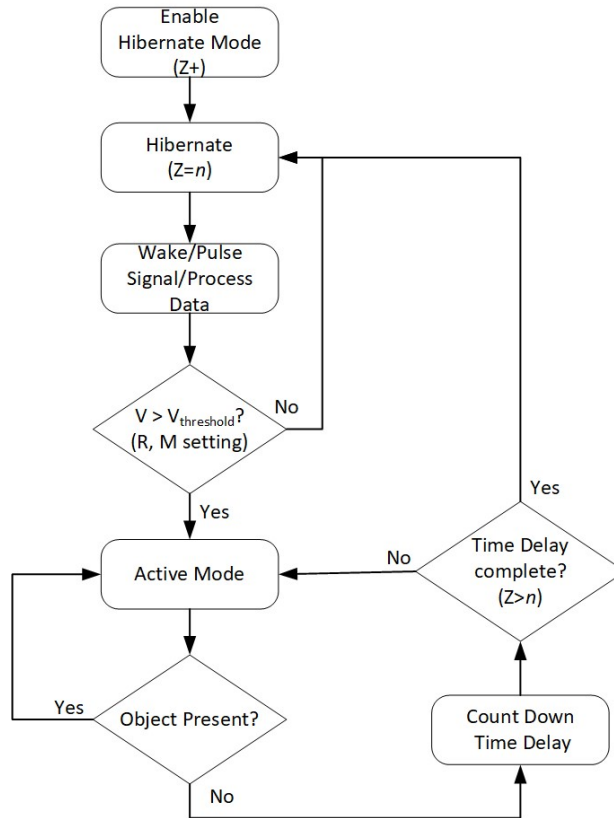 Enable
Hibernate Mode
(Z+)
Hibernate
(Z=n)
Wake/Pulse
Signal/Process
Data
V > Vthreshold?
(R, M setting)
No
Yes
Active Mode
Object Present?
Yes
No
Count Down
Time Delay
Time Delay
complete?
(Z>n)
No
Yes